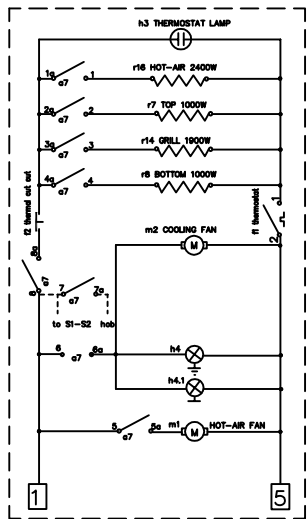 h3 THERMOSTAT LAMP
1a 1 r16 HOT-AIR 2400W
a7
2a 2 r7 TOP 1000W
a7
3a 3 r14 GRILL 1900W
a7
4a 4 r8 BOTTOM 1000W
a7
f2 thermal cut out
f1 thermostat
1
2
m2 COOLING FAN
M
8a
a7
8
7 7a
a7
to S1-S2 hob
6 6a
a7
h4
h4.1
5 5a m1 M HOT-AIR FAN
a7
1 5